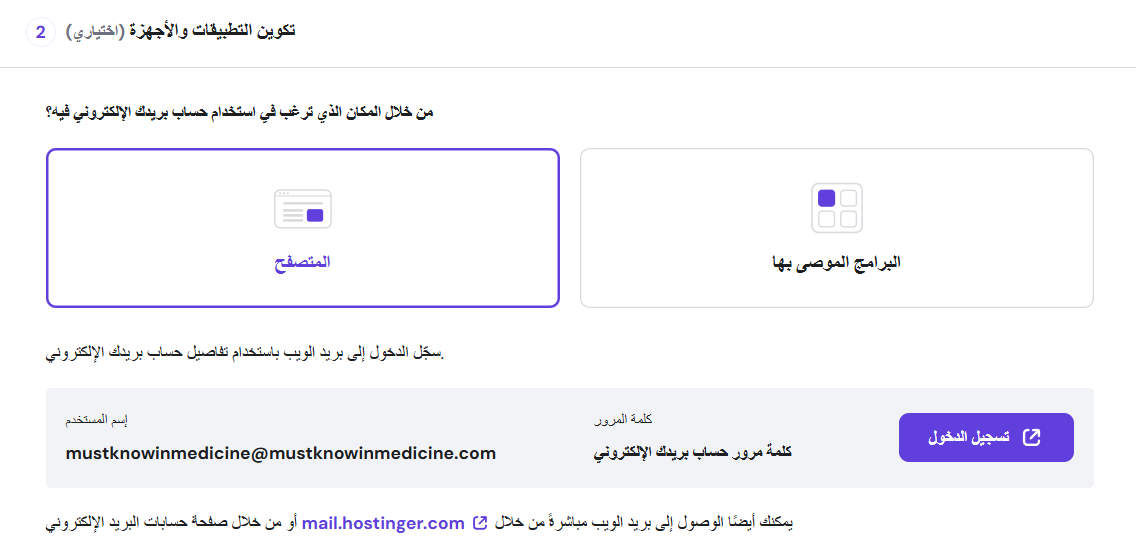 2 تكوين التطبيقات والأجهزة (اختياري)
من خلال المكان الذي ترغب في استخدام حساب بريدك الإلكتروني فيه؟
المتصفح
البرامج الموصى بها
سجّل الدخول إلى بريد الويب باستخدام تفاصيل حساب بريدك الإلكتروني.
إسم المستخدم
mustknowinmedicine@mustknowinmedicine.com
كلمة المرور
كلمة مرور حساب بريدك الإلكتروني
تسجيل الدخول
يمكنك أيضًا الوصول إلى بريد الويب مباشرةً من خلال mail.hostinger.com أو من خلال صفحة حسابات البريد الإلكتروني